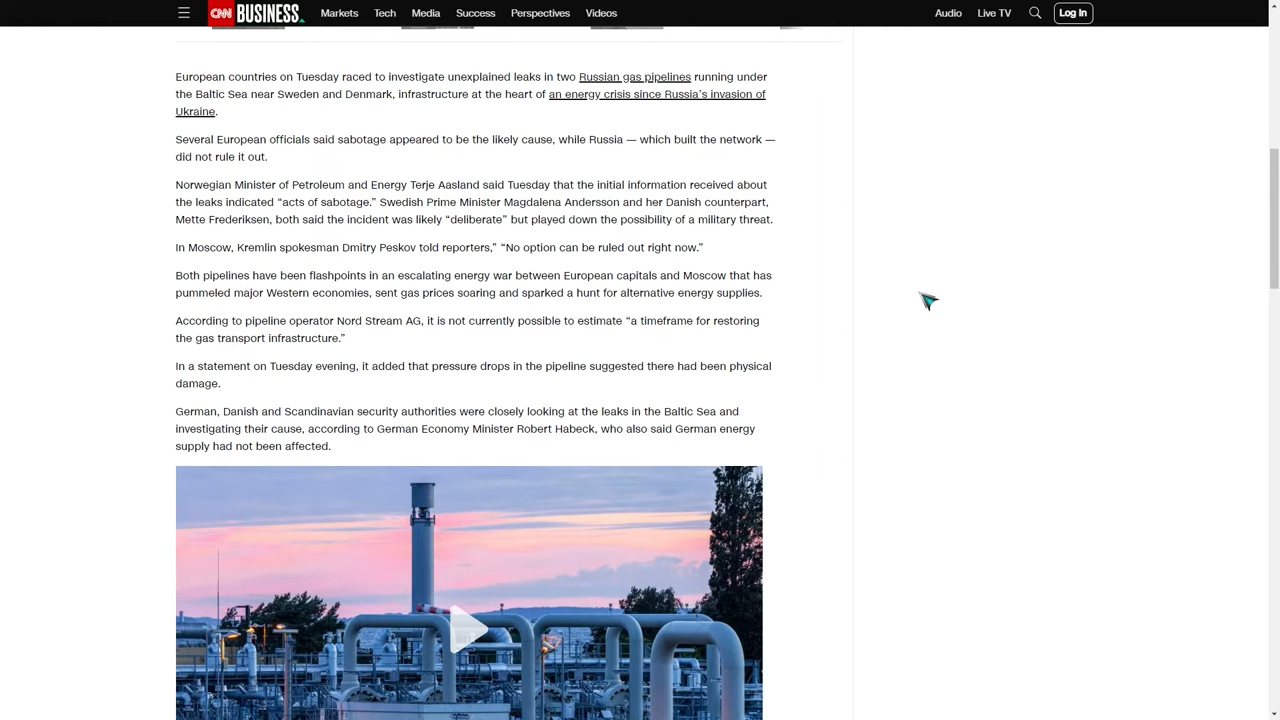 CNN BUSINESS Markets Tech Media Success Perspectives Videos Audio Live TV Log In
European countries on Tuesday raced to investigate unexplained leaks in two Russian gas pipelines running under
the Baltic Sea near Sweden and Denmark, infrastructure at the heart of an energy crisis since Russia's invasion of
Ukraine.
Several European officials said sabotage appeared to be the likely cause, while Russia — which built the network —
did not rule it out.
Norwegian Minister of Petroleum and Energy Terje Aasland said Tuesday that the initial information received about
the leaks indicated “acts of sabotage.” Swedish Prime Minister Magdalena Andersson and her Danish counterpart,
Mette Frederiksen, both said the incident was likely “deliberate” but played down the possibility of a military threat.
In Moscow, Kremlin spokesman Dmitry Peskov told reporters,” “No option can be ruled out right now.”
Both pipelines have been flashpoints in an escalating energy war between European capitals and Moscow that has
pummeled major Western economies, sent gas prices soaring and sparked a hunt for alternative energy supplies.
According to pipeline operator Nord Stream AG, it is not currently possible to estimate “a timeframe for restoring
the gas transport infrastructure.”
In a statement on Tuesday evening, it added that pressure drops in the pipeline suggested there had been physical
damage.
German, Danish and Scandinavian security authorities were closely looking at the leaks in the Baltic Sea and
investigating their cause, according to German Economy Minister Robert Habeck, who also said German energy
supply had not been affected.